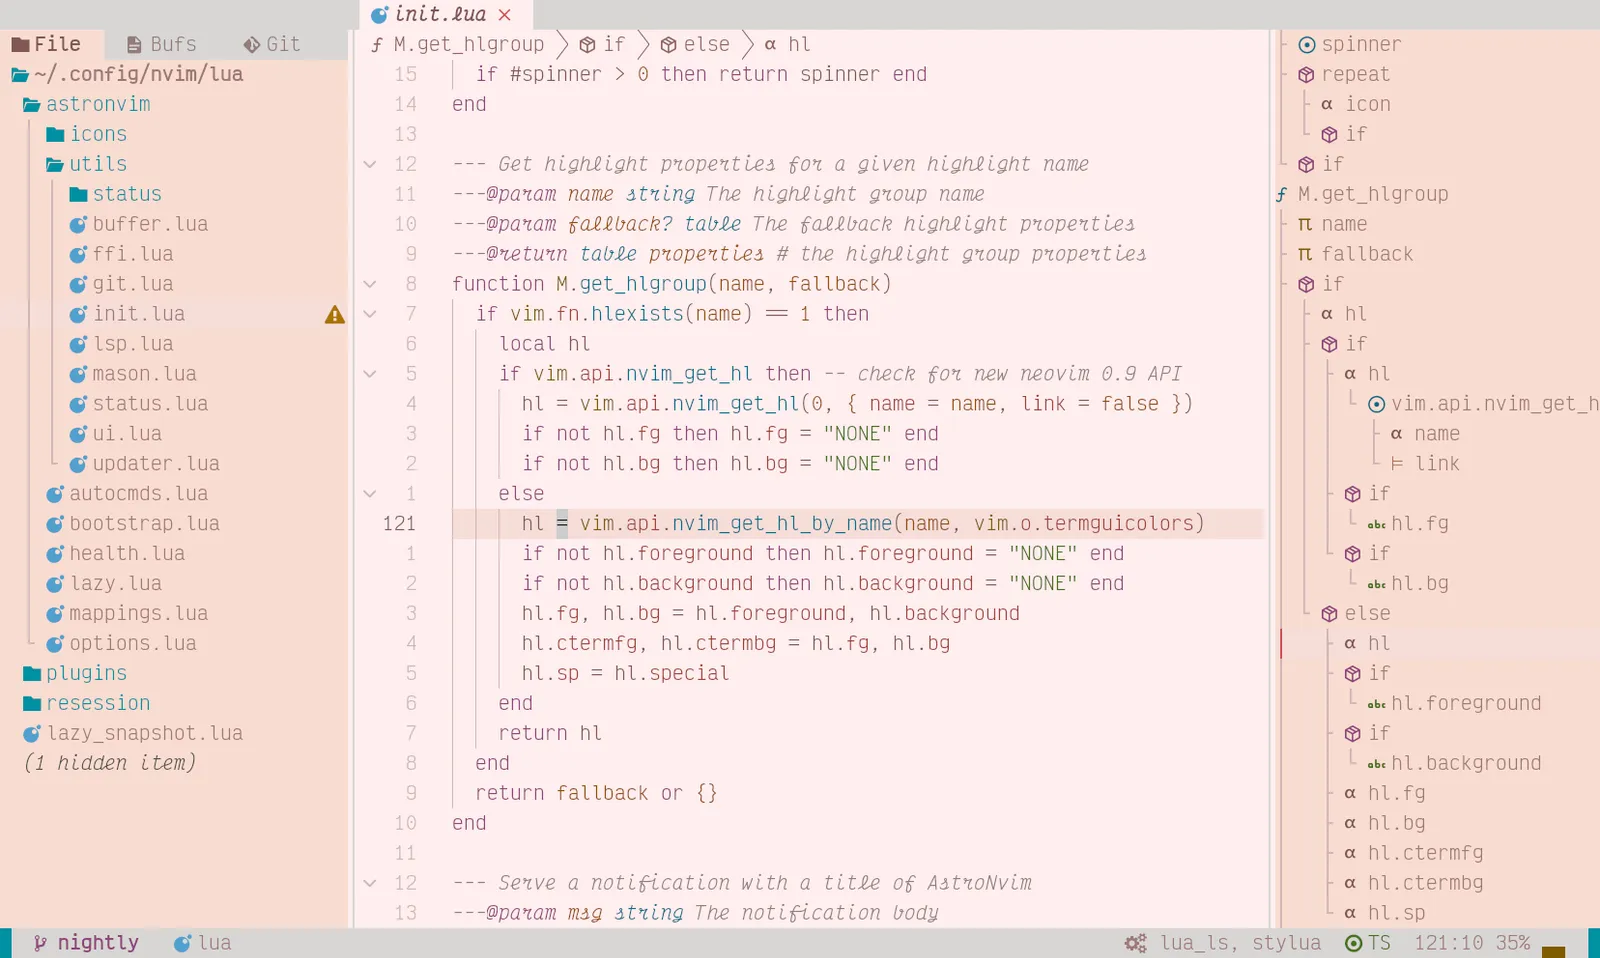 init.lua
File Bufs Git
~/.config/nvim/lua
astronvim
icons
utils
status
buffer.lua
ffi.lua
git.lua
init.lua
lsp.lua
mason.lua
status.lua
ui.lua
updater.lua
autocmds.lua
bootstrap.lua
health.lua
lazy.lua
mappings.lua
options.lua
plugins
resession
lazy_snapshot.lua
(1 hidden item)
ƒ M.get_hlgroup > if > else > α hl
15 if #spinner > 0 then return spinner end
14 end
13
12 --- Get highlight properties for a given highlight name
11 ---@param name string The highlight group name
10 ---@param fallback? table The fallback highlight properties
9 ---@return table properties # the highlight group properties
8 function M.get_hlgroup(name, fallback)
7 if vim.fn.hlexists(name) == 1 then
6 local hl
5 if vim.api.nvim_get_hl then -- check for new neovim 0.9 API
4 hl = vim.api.nvim_get_hl(0, { name = name, link = false })
3 if not hl.fg then hl.fg = "NONE" end
2 if not hl.bg then hl.bg = "NONE" end
1 else
121 hl = vim.api.nvim_get_hl_by_name(name, vim.o.termguicolors)
1 if not hl.foreground then hl.foreground = "NONE" end
2 if not hl.background then hl.background = "NONE" end
3 hl.fg, hl.bg = hl.foreground, hl.background
4 hl.ctermfg, hl.ctermbg = hl.fg, hl.bg
5 hl.sp = hl.special
6 end
7 return hl
8 end
9 return fallback or {}
10 end
11
12 --- Serve a notification with a title of AstroNvim
13 ---@param msg string The notification body
spinner
repeat
α icon
if
if
ƒ M.get_hlgroup
π name
π fallback
if
α hl
if
α hl
vim.api.nvim_get_h
α name
⊨ link
if
abc hl.fg
if
abc hl.bg
else
α hl
if
abc hl.foreground
if
abc hl.background
α hl.fg
α hl.bg
α hl.ctermfg
α hl.ctermbg
α hl.sp
nightly lua lua_ls, stylua TS 121:10 35%